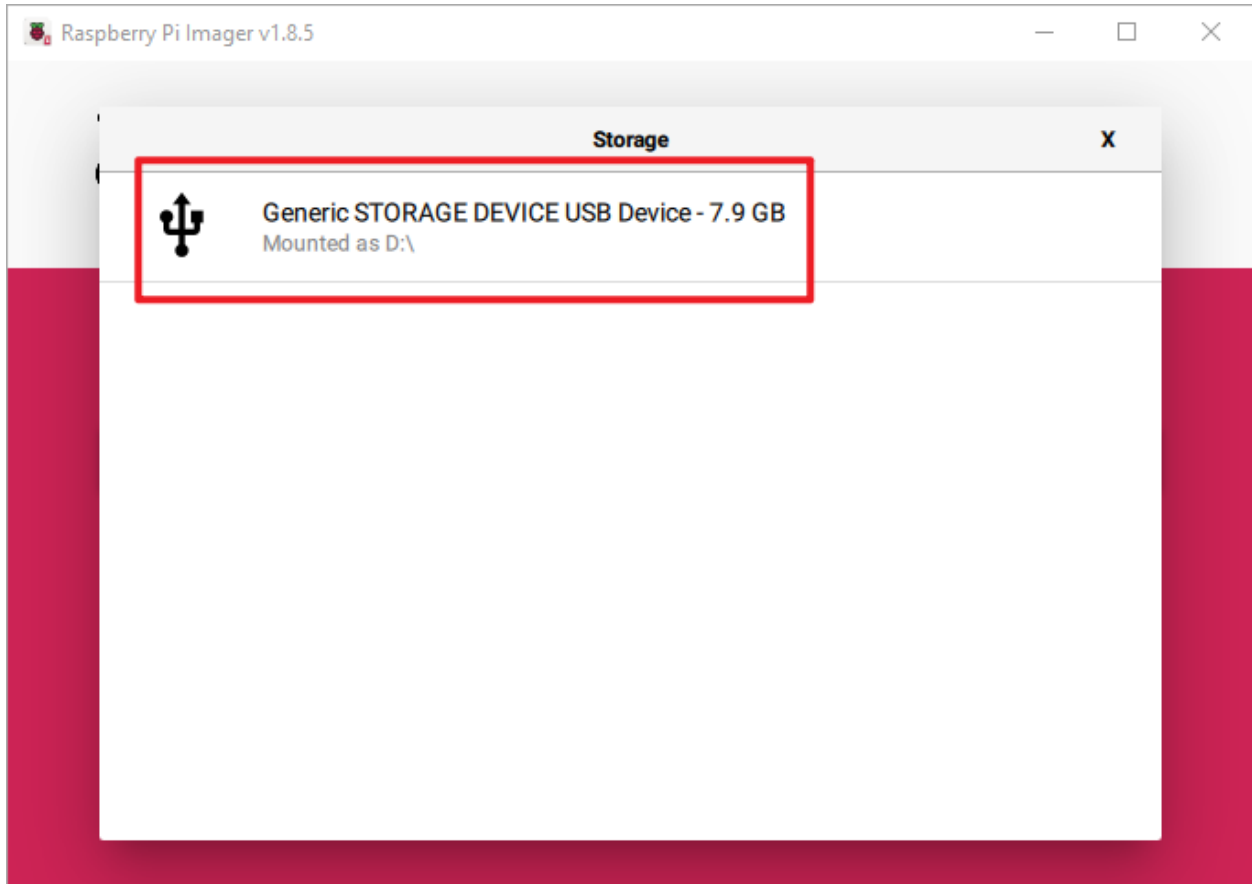 Raspberry Pi Imager v1.8.5
Storage
X
Generic STORAGE DEVICE USB Device - 7.9 GB
Mounted as D:\